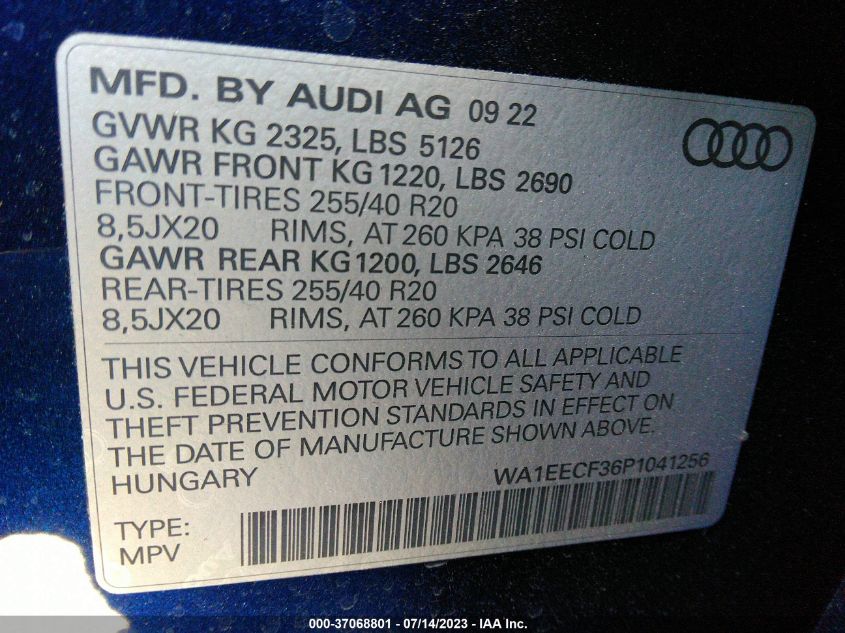 MFD. BY AUDI AG 09 22
GVWR KG 2325, LBS 5126
GAWR FRONT KG 1220, LBS 2690
FRONT-TIRES 255/40 R20
8,5JX20 RIMS, AT 260 KPA 38 PSI COLD
GAWR REAR KG 1200, LBS 2646
REAR-TIRES 255/40 R20
8,5JX20 RIMS, AT 260 KPA 38 PSI COLD
THIS VEHICLE CONFORMS TO ALL APPLICABLE
U.S. FEDERAL MOTOR VEHICLE SAFETY AND
THEFT PREVENTION STANDARDS IN EFFECT ON
THE DATE OF MANUFACTURE SHOWN ABOVE.
HUNGARY WA1EECF36P1041256
TYPE:
MPV
000-37068801 / 07/14/2023 - IAA Inc.